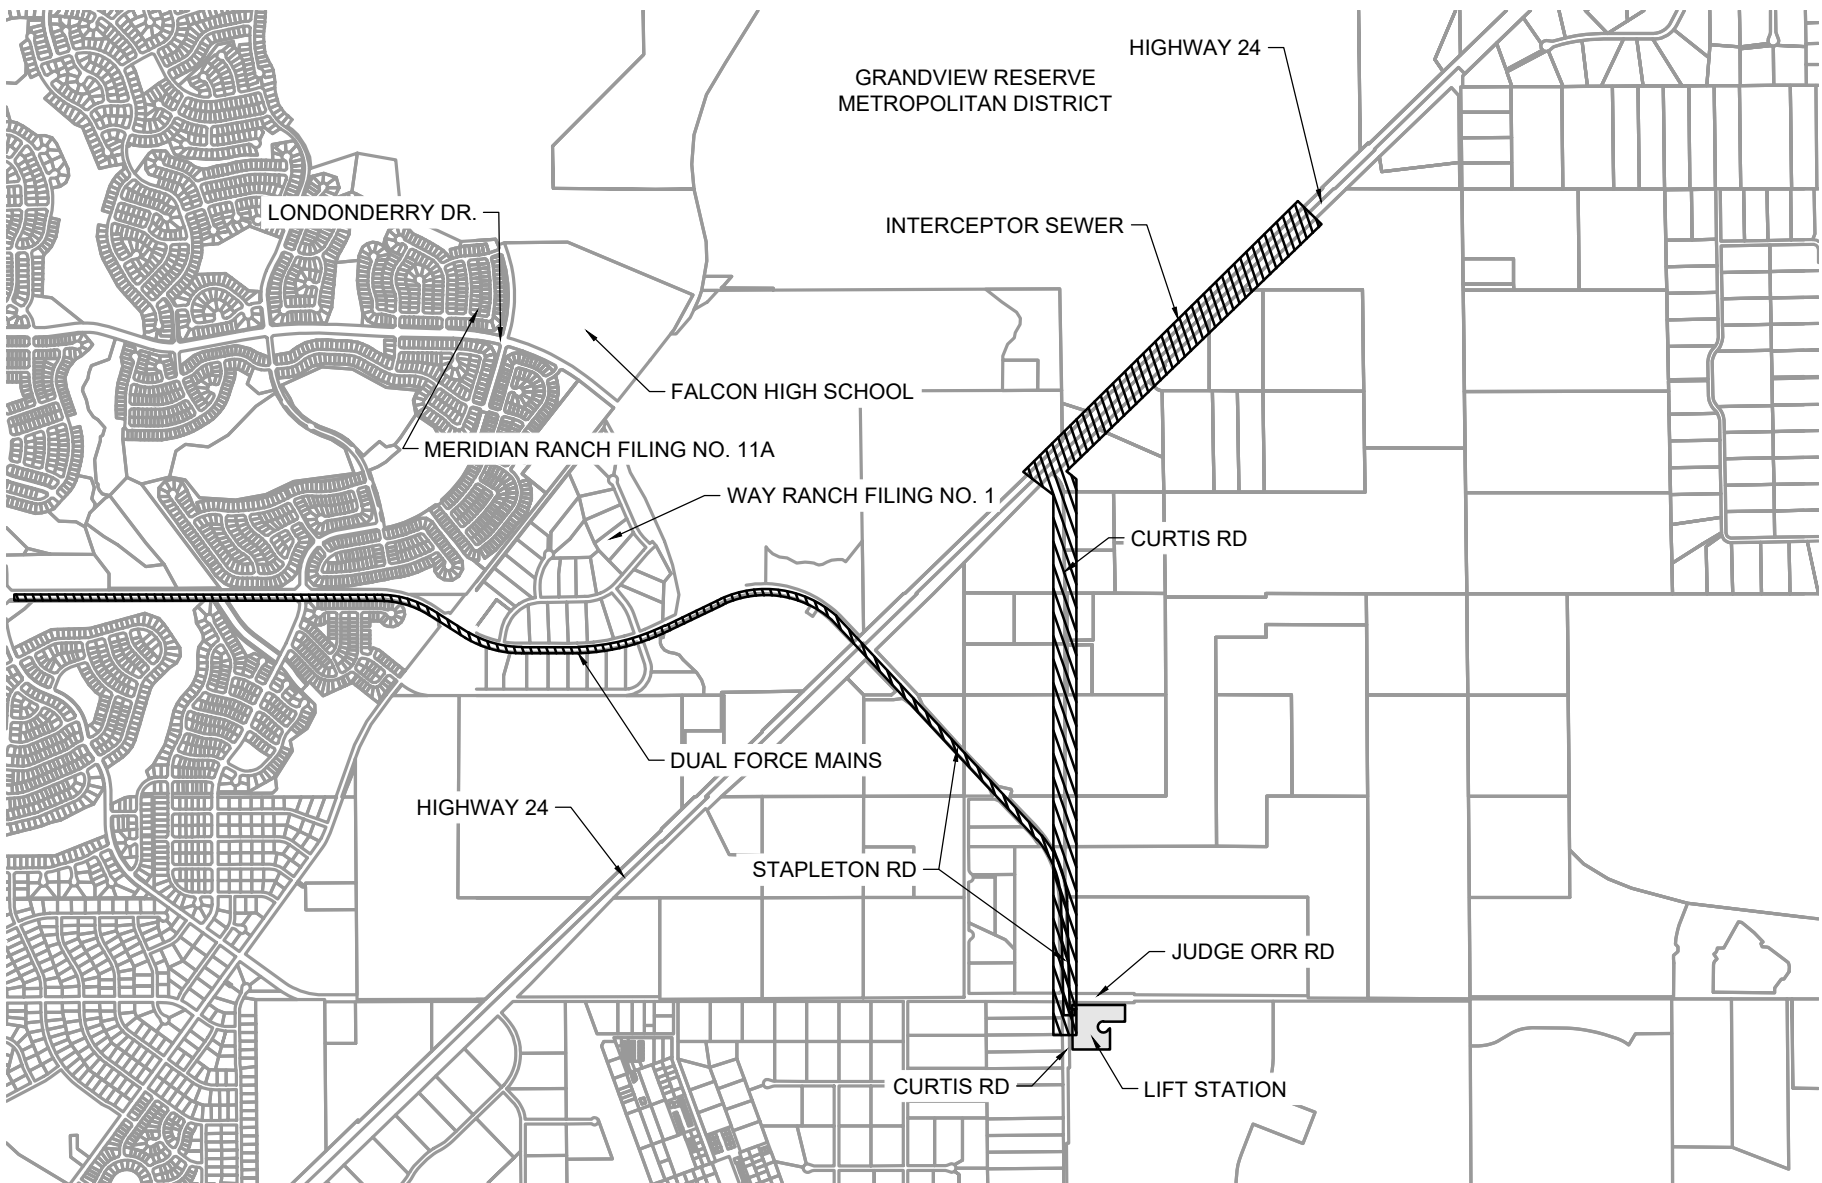 HIGHWAY 24
GRANDVIEW RESERVE
METROPOLITAN DISTRICT
LONDONDERRY DR.
INTERCEPTOR SEWER
FALCON HIGH SCHOOL
MERIDIAN RANCH FILING NO. 11A
WAY RANCH FILING NO. 1
CURTIS RD
DUAL FORCE MAINS
HIGHWAY 24
STAPLETON RD
JUDGE ORR RD
CURTIS RD
LIFT STATION